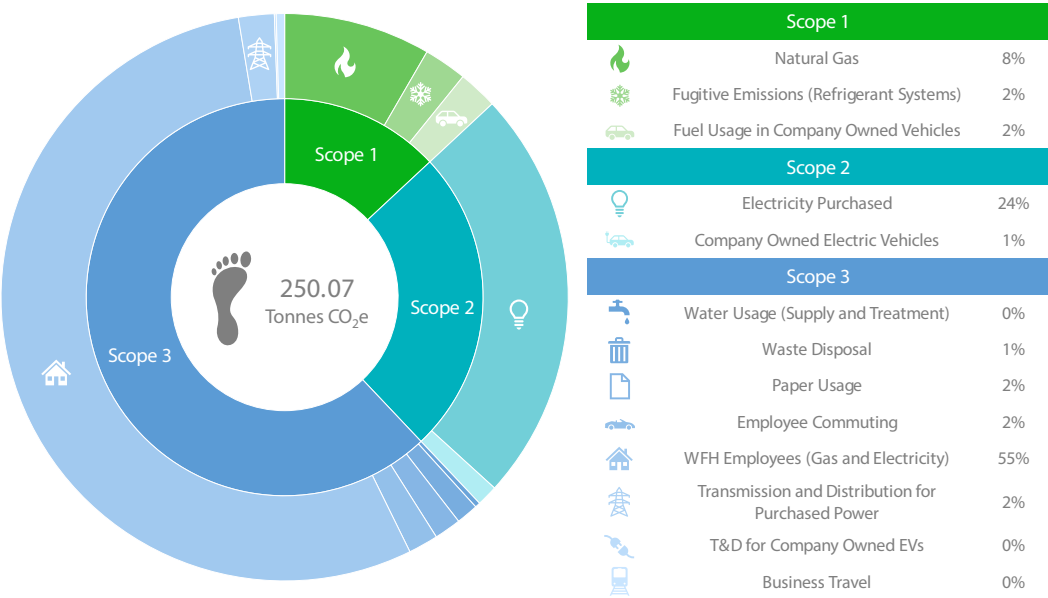 Scope 1
Scope 2
Scope 3
250.07
Tonnes CO₂e
Scope 1
Natural Gas 8%
Fugitive Emissions (Refrigerant Systems) 2%
Fuel Usage in Company Owned Vehicles 2%
Scope 2
Electricity Purchased 24%
Company Owned Electric Vehicles 1%
Scope 3
Water Usage (Supply and Treatment) 0%
Waste Disposal 1%
Paper Usage 2%
Employee Commuting 2%
WFH Employees (Gas and Electricity) 55%
Transmission and Distribution for
Purchased Power 2%
T&D for Company Owned EVs 0%
Business Travel 0%